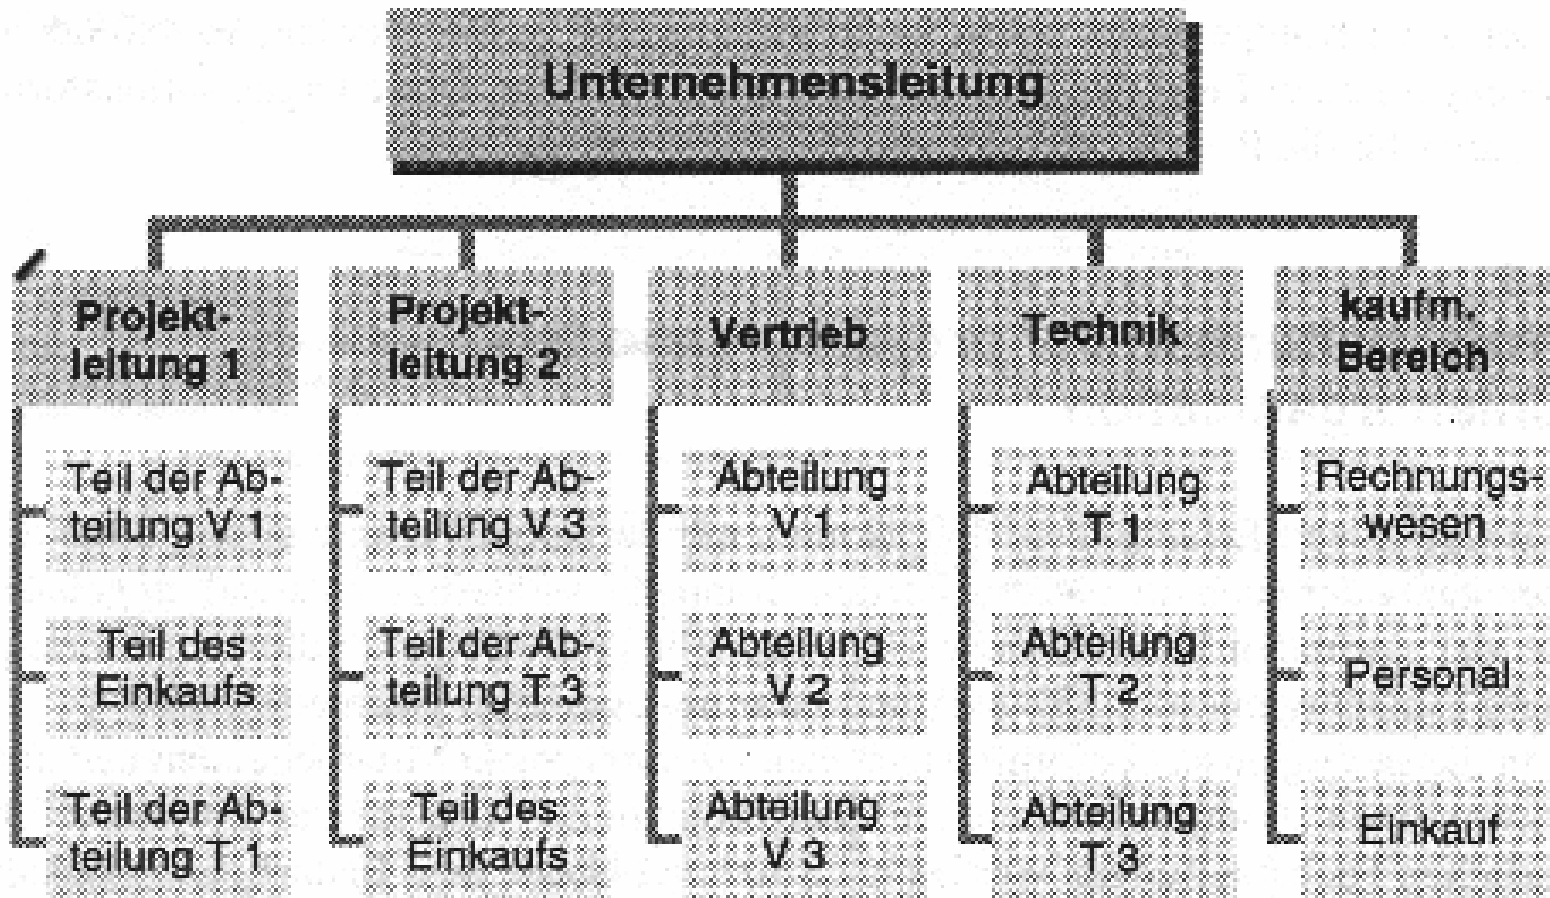 Unternehmensleitung
Projekt-
leitung 1
Teil der Ab-
teilung V 1
Teil des
Einkaufs
Teil der Ab-
teilung T 1
Projekt-
leitung 2
Teil der Ab-
teilung V 3
Teil der Ab-
teilung T 3
Teil des
Einkaufs
Vertrieb
Abteilung
V 1
Abteilung
V 2
Abteilung
V 3
Technik
Abteilung
T 1
Abteilung
T 2
Abteilung
T 3
kaufm.
Bereich
Rechnungs-
wesen
Personal
Einkauf